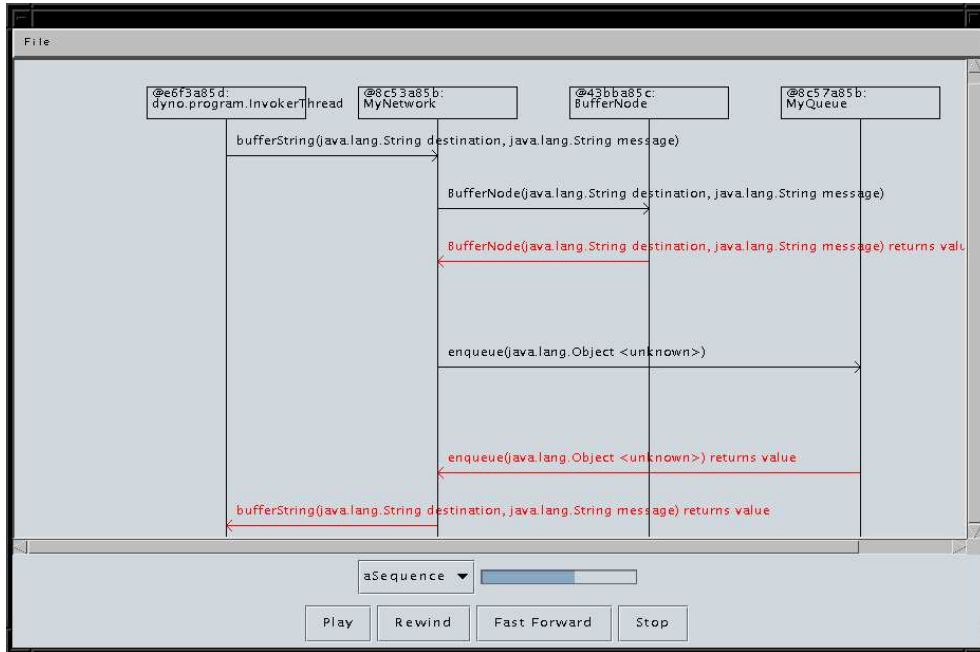 File
@e6f3a85d:
dyno.program.InvokerThread
@8c53a85b:
MyNetwork
@43bba85c:
BufferNode
@8c57a85b:
MyQueue
bufferString(java.lang.String destination, java.lang.String message)
BufferNode(java.lang.String destination, java.lang.String message)
BufferNode(java.lang.String destination, java.lang.String message) returns valu
enqueue(java.lang.Object <unknown>)
enqueue(java.lang.Object <unknown>) returns value
bufferString(java.lang.String destination, java.lang.String message) returns value
aSequence
Play Rewind Fast Forward Stop